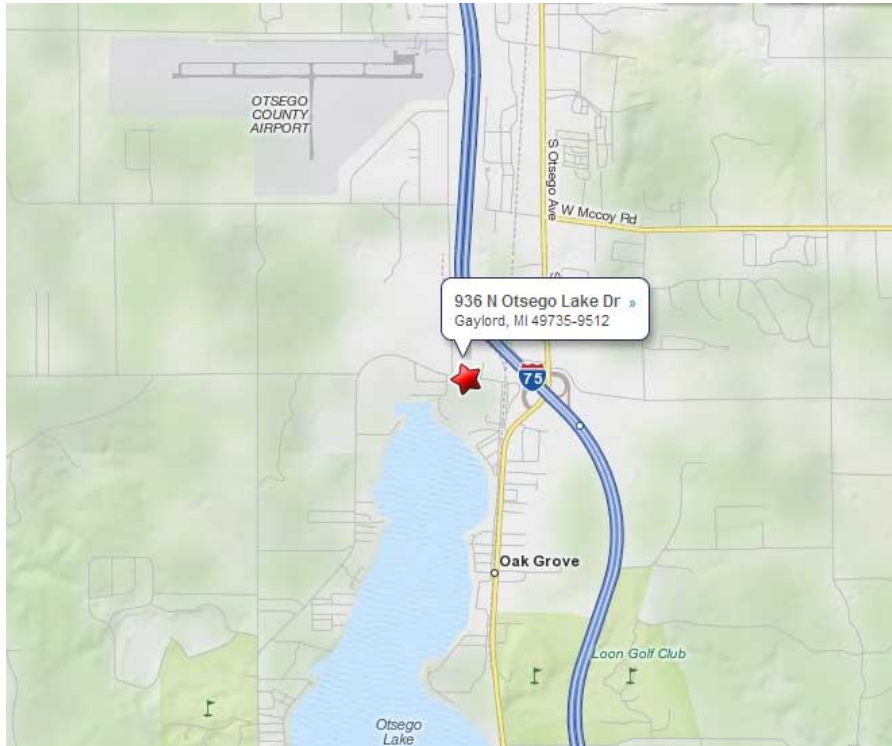 OTSEGO
COUNTY
AIRPORT
S Otsego Ave
W Mccoy Rd
936 N Otsego Lake Dr »
Gaylord, MI 49735-9512
75
Oak Grove
Loon Golf Club
Otsego
Lake